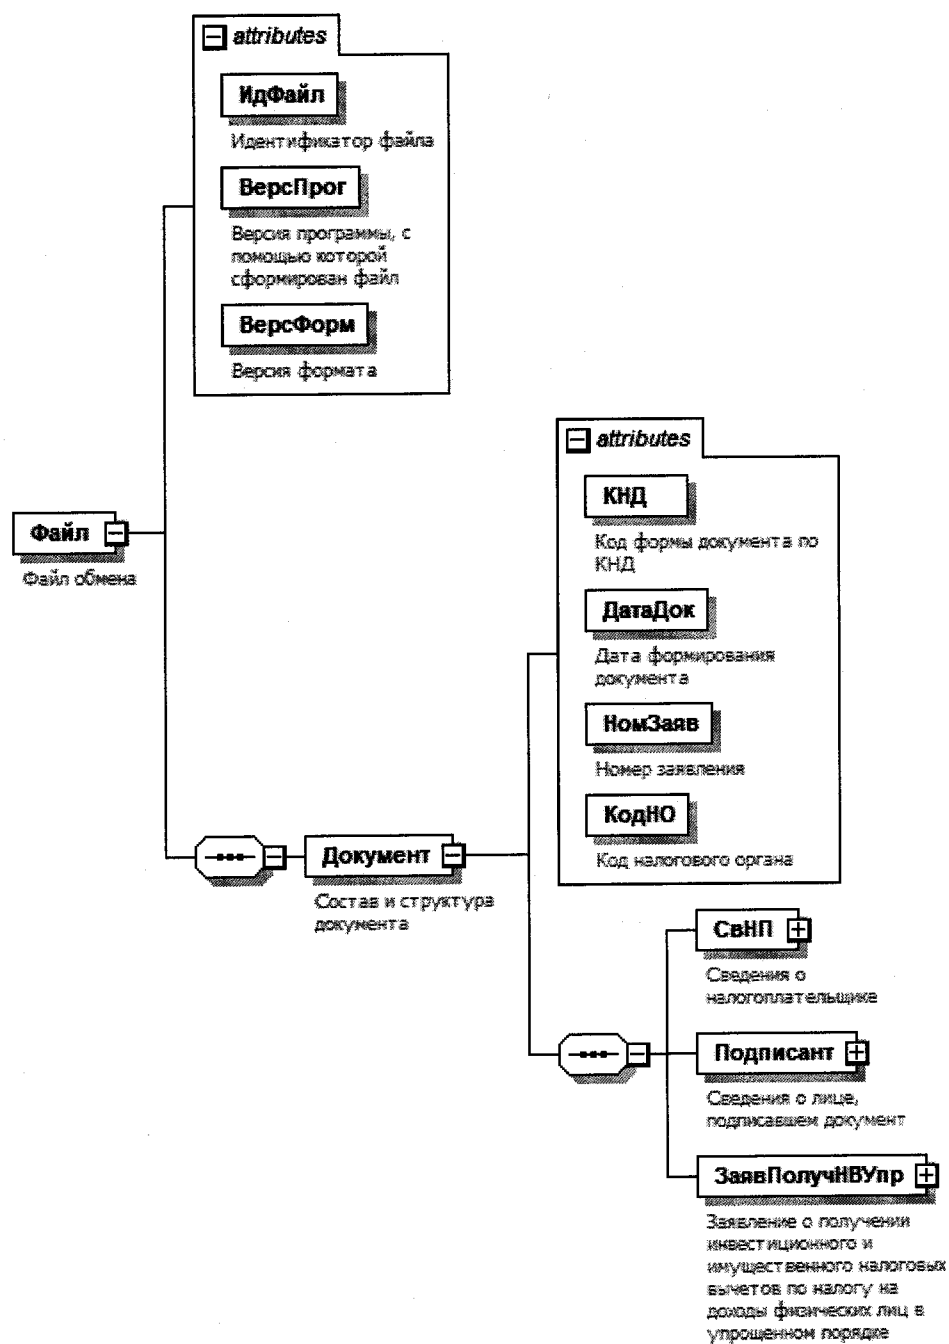 attributes
ИдФайл
Идентификатор файла
ВерсПрог
Версия программы, с
помощью которой
сформирован файл
ВерсФорм
Версия формата
Файл
Файл обмена
Документ
Состав и структура
документа
attributes
КНД
Код формы документа по
КНД
ДатаДок
Дата формирования
документа
НомЗаяв
Номер заявления
КодНО
Код налогового органа
СвНП
Сведения о
налогоплательщике
Подписант
Сведения о лице,
подписавшем документ
ЗаявПолучНВУпр
Заявление о получении
инвестиционного и
имущественного налоговых
вычетов по налогу на
доходы физических лиц в
упрощенном порядке